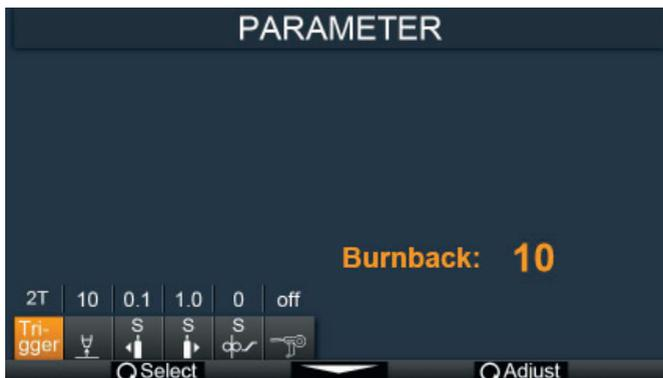 PARAMETER
Burnback: 10
2T 10 0.1 1.0 0 off
Tri-
gger
S S S
Select Adjust